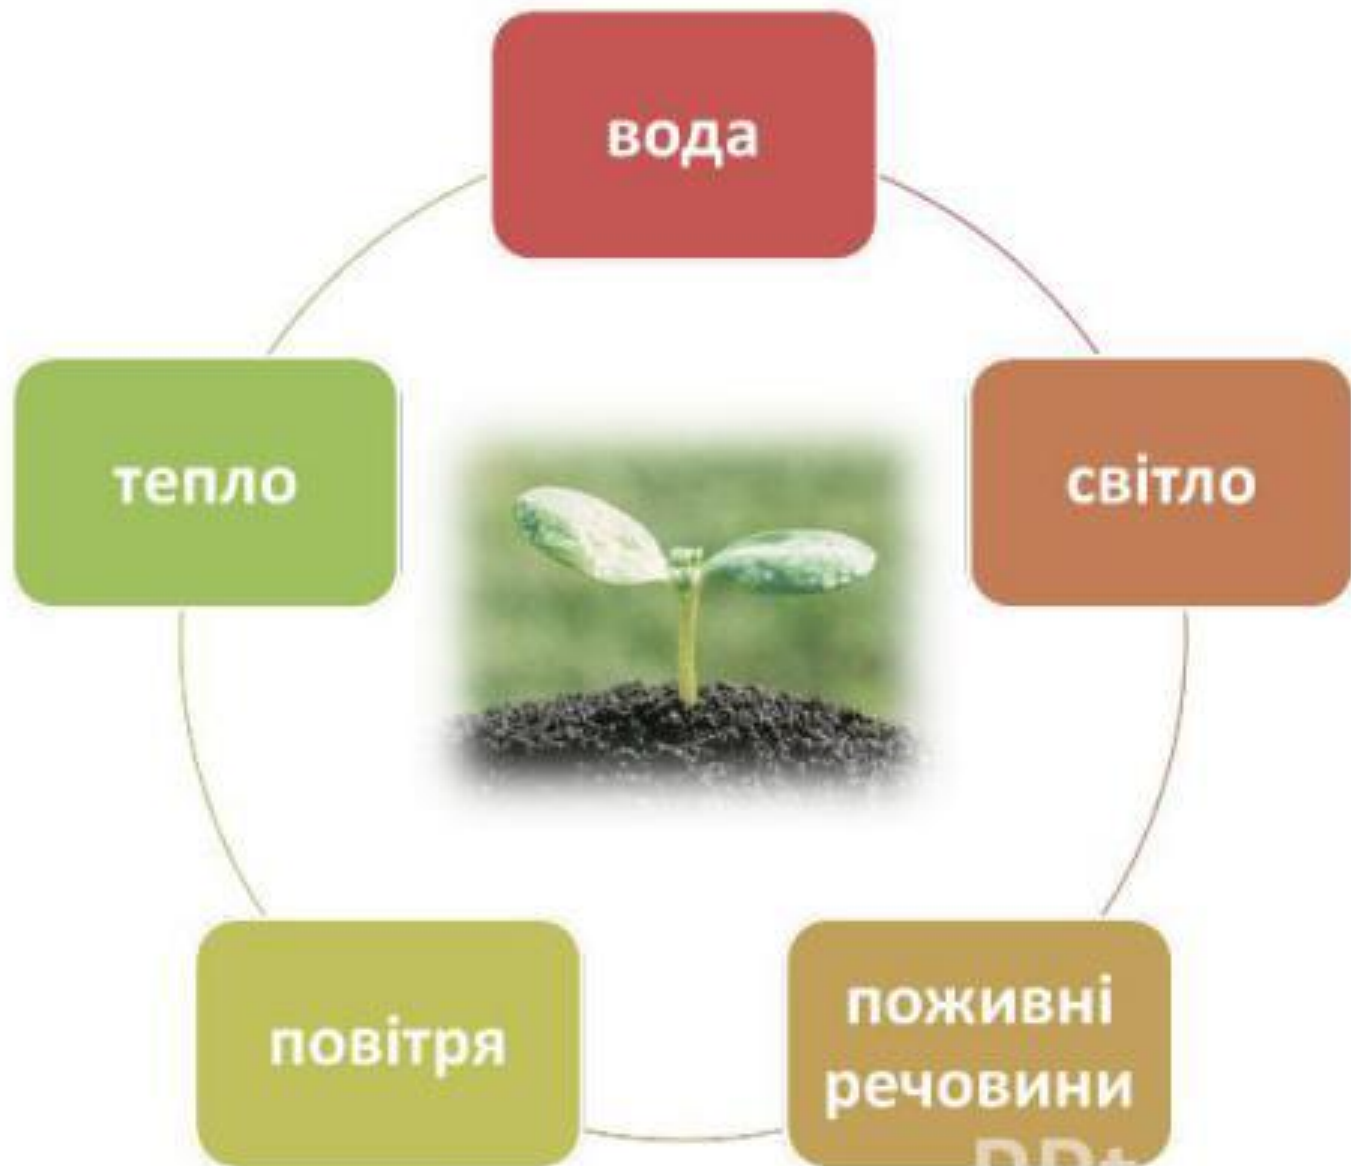 вода
світло
поживні
речовини
повітря
тепло